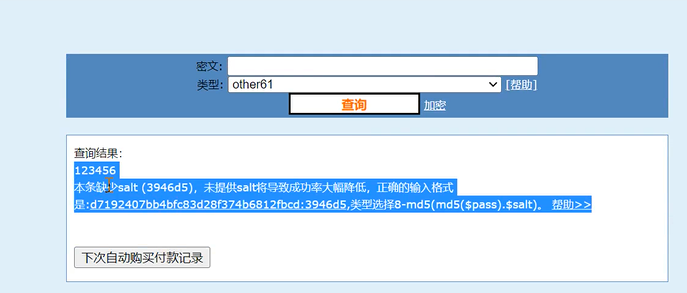 密文:
类型: other61 [帮助]
查询 加密
查询结果:
123456
本条缺少salt (3946d5)，未提供salt将导致成功率大幅降低，正确的输入格式
是:d7192407bb4bfc83d28f374b6812fbcd:3946d5,类型选择8-md5(md5($pass).$salt)。 帮助>>
下次自动购买付款记录